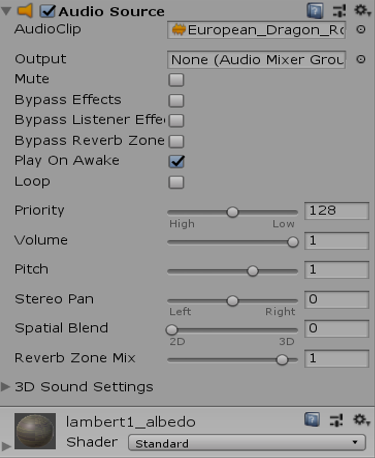 Audio Source
AudioClip European_Dragon_Ro
Output None (Audio Mixer Grou
Mute
Bypass Effects
Bypass Listener Effe
Bypass Reverb Zone
Play On Awake
Loop
Priority 128
High Low
Volume 1
Pitch 1
Stereo Pan 0
Left Right
Spatial Blend 0
2D 3D
Reverb Zone Mix 1
3D Sound Settings
lambert1_albedo
Shader Standard